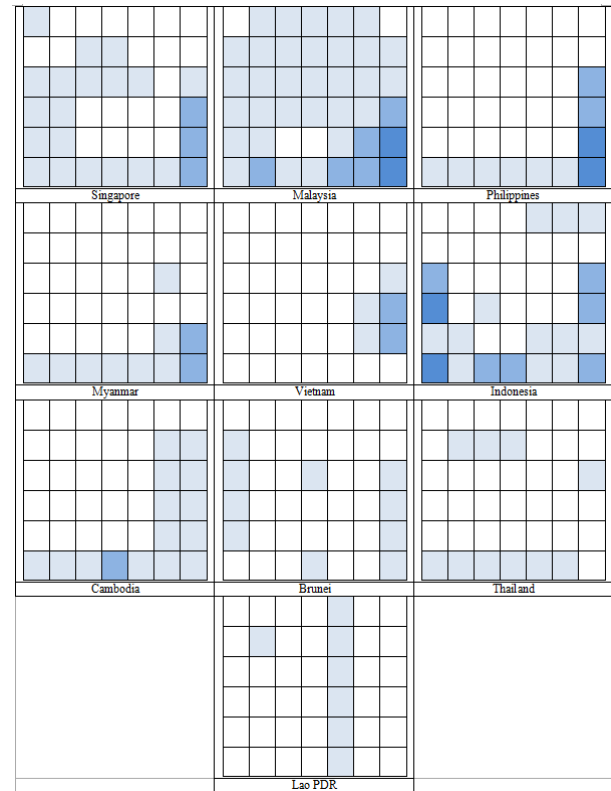 Singapore
Malaysia
Philippines
Myanmar
Vietnam
Indonesia
Cambodia
Brunei
Thailand
Lao PDR